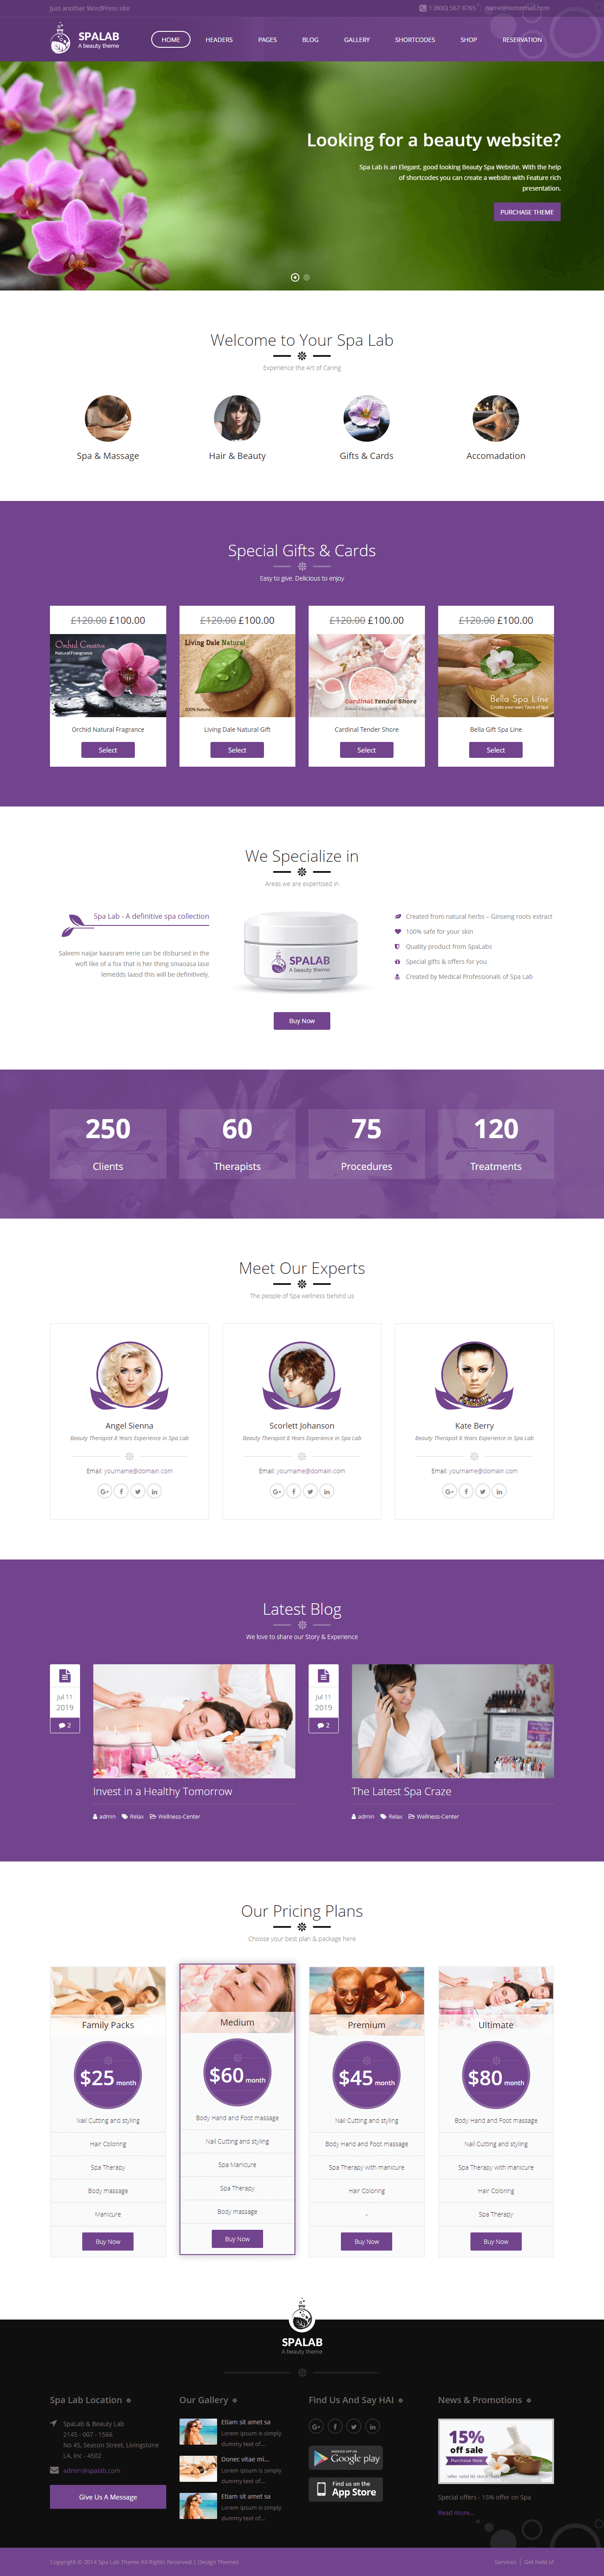 Just another WordPress site
1 (800) 567 8765
name@somemail.com
SPALAB
A beauty theme
HOME
HEADERS
PAGES
BLOG
GALLERY
SHORTCODES
SHOP
RESERVATION
Looking for a beauty website?
Spa Lab is an Elegant, good looking Beauty Spa Website. With the help
of shortcodes you can create a website with Feature rich
presentation.
PURCHASE THEME
Welcome to Your Spa Lab
Experience the Art of Caring
Spa & Massage
Hair & Beauty
Gifts & Cards
Accomadation
Special Gifts & Cards
Easy to give. Delicious to enjoy
£120.00 £100.00
£120.00 £100.00
£120.00 £100.00
£120.00 £100.00
Orchid Creative
Natural Fragrance
Living Dale Natural
100% Natural
Cardinal Tender Shore
Bella Spa Line
Create your own Taste of Spa
Orchid Natural Fragrance
Living Dale Natural Gift
Cardinal Tender Shore
Bella Gift Spa Line
Select
Select
Select
Select
We Specialize in
Areas we are expertised in
Spa Lab - A definitive spa collection
Saleem naijar kaasram eerie can be disbursed in the
wofl like of a fox that is her thing smaoasa lase
lemedds laasd this will be definitively.
SPALAB
A beauty theme
Created from natural herbs – Ginseng roots extract
100% safe for your skin
Quality product from SpaLabs
Special gifts & offers for you
Created by Medical Professionals of Spa Lab
Buy Now
250
Clients
60
Therapists
75
Procedures
120
Treatments
Meet Our Experts
The people of Spa wellness behind us
Angel Sienna
Beauty Therapist 8 Years Experience in Spa Lab
Email: yourname@domain.com
Scorlett Johanson
Beauty Therapist 8 Years Experience in Spa Lab
Email: yourname@domain.com
Kate Berry
Beauty Therapist 8 Years Experience in Spa Lab
Email: yourname@domain.com
Latest Blog
We love to share our Story & Experience
Jul 11
2019
2
Invest in a Healthy Tomorrow
admin Relax Wellness-Center
Jul 11
2019
2
The Latest Spa Craze
admin Relax Wellness-Center
Our Pricing Plans
Choose your best plan & package here
Family Packs
$25 month
Nail Cutting and styling
Hair Coloring
Spa Therapy
Body massage
Manicure
Buy Now
Medium
$60 month
Body Hand and Foot massage
Nail Cutting and styling
Spa Manicure
Spa Therapy
Body massage
Buy Now
Premium
$45 month
Nail Cutting and styling
Body Hand and Foot massage
Spa Therapy with manicure
Hair Coloring
-
Buy Now
Ultimate
$80 month
Body Hand and Foot massage
Nail Cutting and styling
Spa Therapy with manicure
Hair Coloring
Spa Therapy
Buy Now
SPALAB
A beauty theme
Spa Lab Location
SpaLab & Beauty Lab
2145 - 007 - 1566
No 45, Season Street, Livingstone
LA, Inc - 4502
admin@spalab.com
Give Us A Message
Our Gallery
Etiam sit amet sa
Lorem Ipsum is simply
dummy text of...
Donec vitae mi...
Lorem Ipsum is simply
dummy text of...
Etiam sit amet sa
Lorem Ipsum is simply
dummy text of...
Find Us And Say HAI
Google play
Find us on the
App Store
News & Promotions
15%
off sale
Purchase Now
Special offers - 15% offer on Spa
Read more...
Copyright © 2014 Spa Lab Theme All Rights Reserved | Design Themes
Services | Get hold of